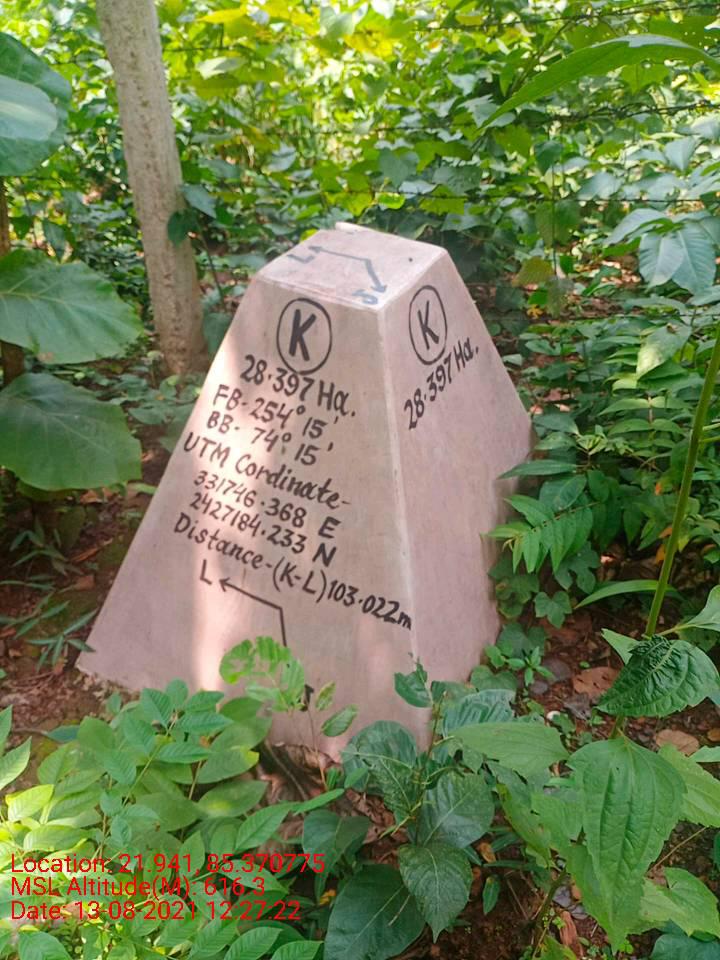 L
K
28.397 Ha.
FB- 254° 15'
BB- 74° 15'
UTM Cordinate-
331746.368 E
2427184.233 N
Distance-(K-L)103.022m
L
K
28.397 Ha.
Location: 21.941, 85.370775
MSL Altitude(M): 616.3
Date: 13-08-2021 12:27:22